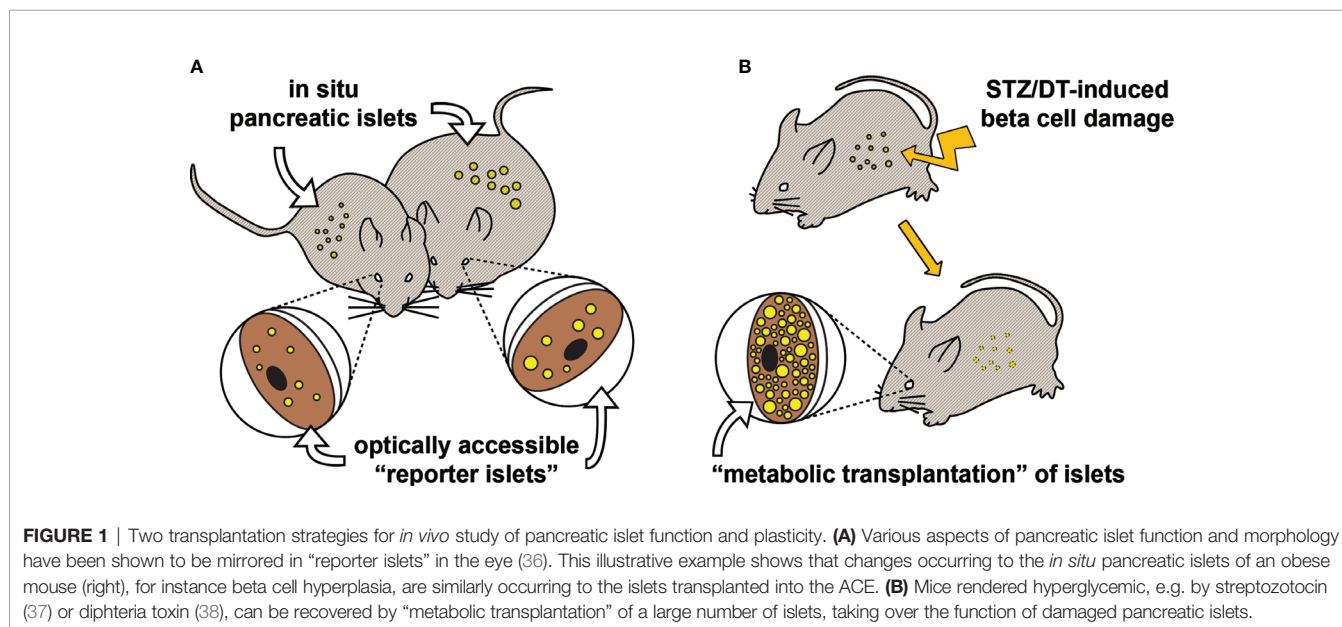 A
in situ
pancreatic islets
optically accessible
“reporter islets”
B
STZ/DT-induced
beta cell damage
“metabolic transplantation” of islets
FIGURE 1 | Two transplantation strategies for in vivo study of pancreatic islet function and plasticity. (A) Various aspects of pancreatic islet function and morphology
have been shown to be mirrored in “reporter islets” in the eye (36). This illustrative example shows that changes occurring to the in situ pancreatic islets of an obese
mouse (right), for instance beta cell hyperplasia, are similarly occurring to the islets transplanted into the ACE. (B) Mice rendered hyperglycemic, e.g. by streptozotocin
(37) or diphteria toxin (38), can be recovered by “metabolic transplantation” of a large number of islets, taking over the function of damaged pancreatic islets.